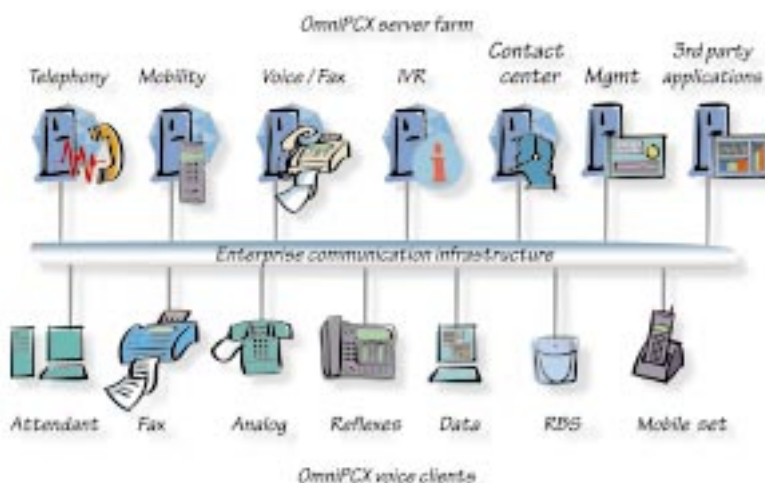 OmniPCX server farm
Telephony
Mobility
Voice / Fax
IVR
Contact
center
Mgmt
3rd party
applications
Enterprise communication infrastructure
Attendant
Fax
Analog
Reflexes
Data
RBS
Mobile set
OmniPCX voice clients